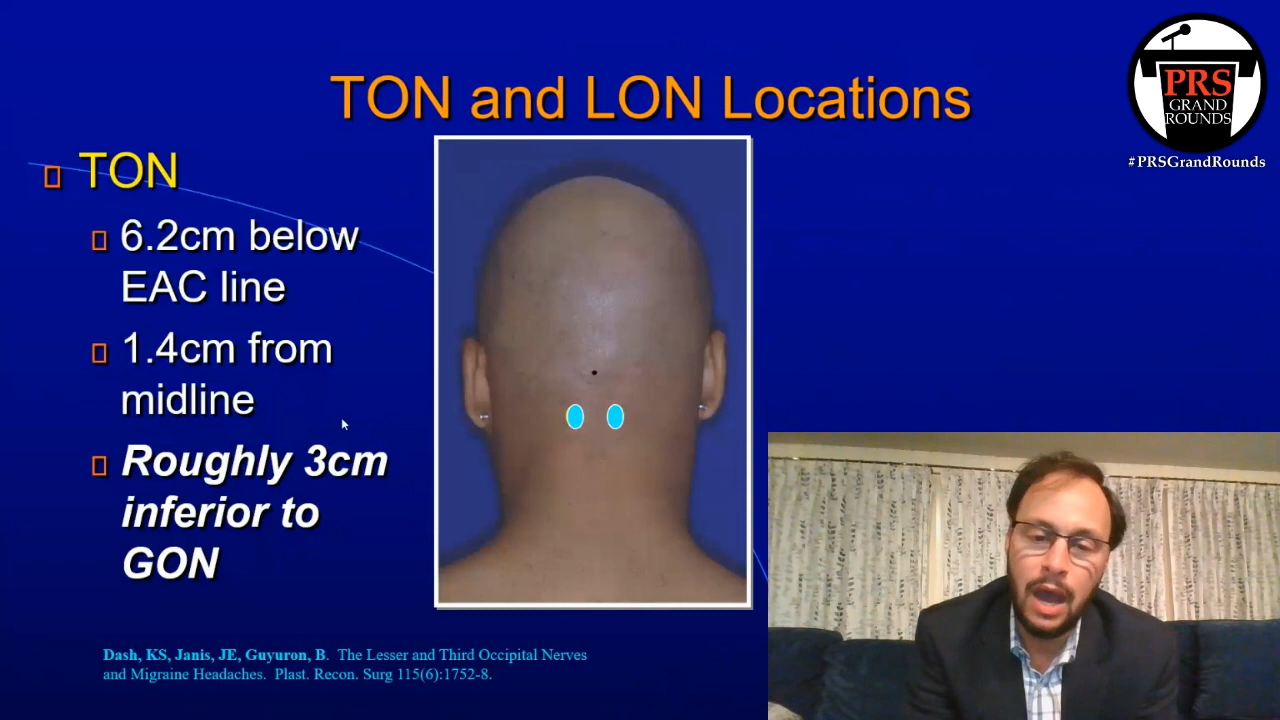 TON and LON Locations
PRS
GRAND
ROUNDS
#PRSGrandRounds
TON
6.2cm below
EAC line
1.4cm from
midline
Roughly 3cm
inferior to
GON
Dash, KS, Janis, JE, Guyuron, B. The Lesser and Third Occipital Nerves
and Migraine Headaches. Plast. Recon. Surg 115(6):1752-8.